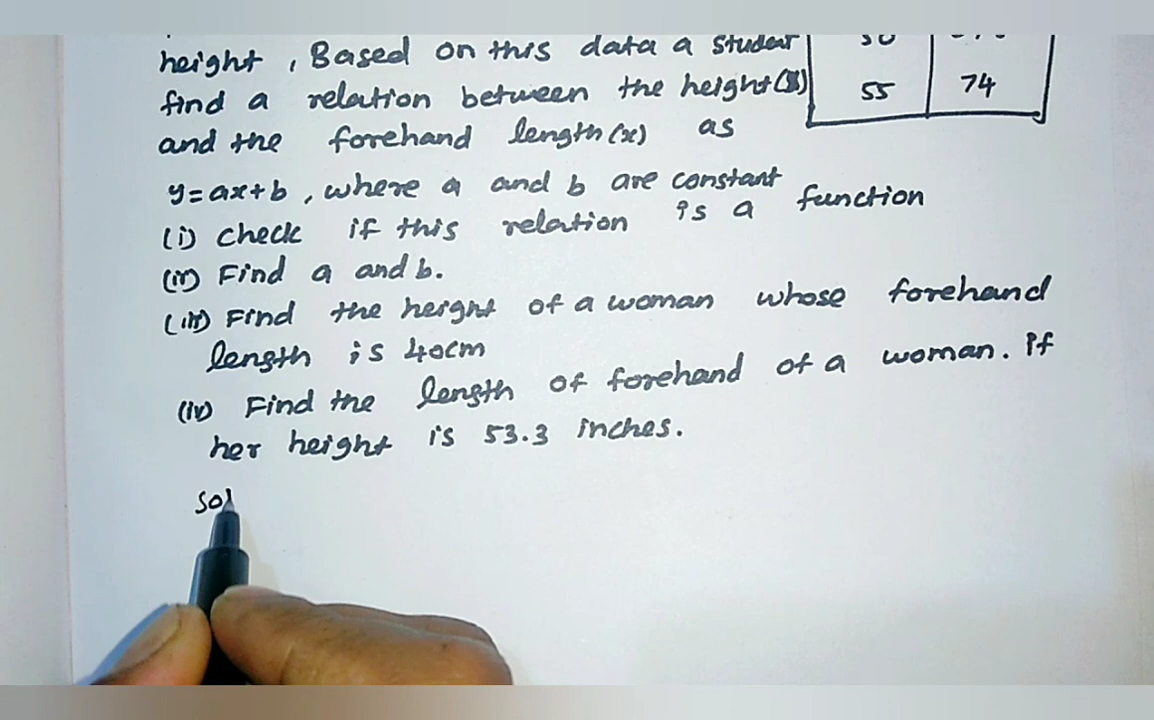 height, Based on this data a student
find a relation between the height(y)
and the forehand length(x) as
y=ax+b, where a and b are constant
(i) check if this relation is a function
(ii) Find a and b.
(iii) Find the height of a woman whose forehand
length is 40cm
(iv) Find the length of forehand of a woman. if
her height is 53.3 inches.
Sol
50
55 74